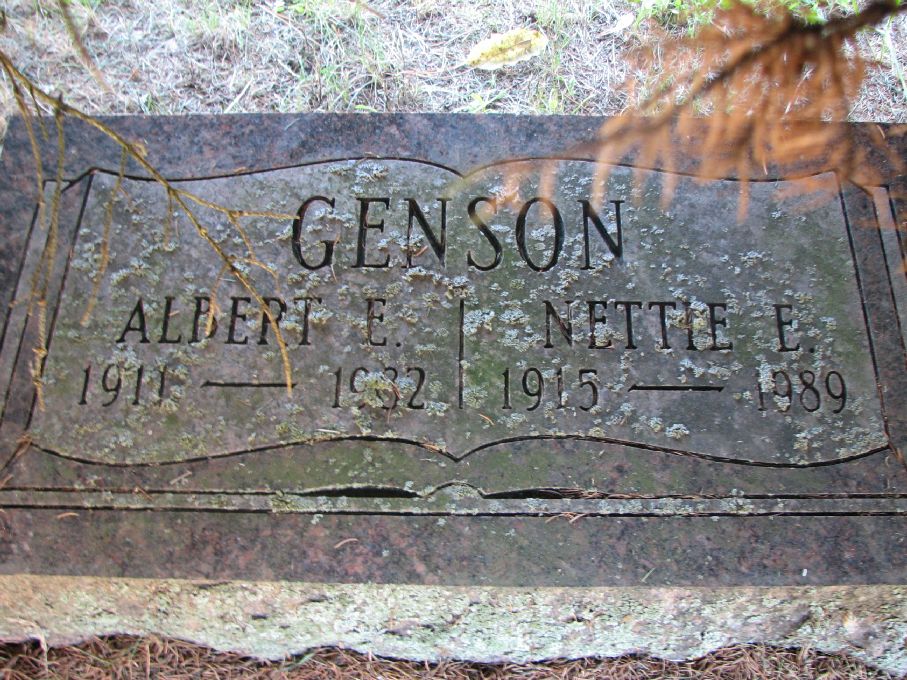 GENSON
ALBERT E.
1911 — 1982
NETTIE E.
1915 — 1989